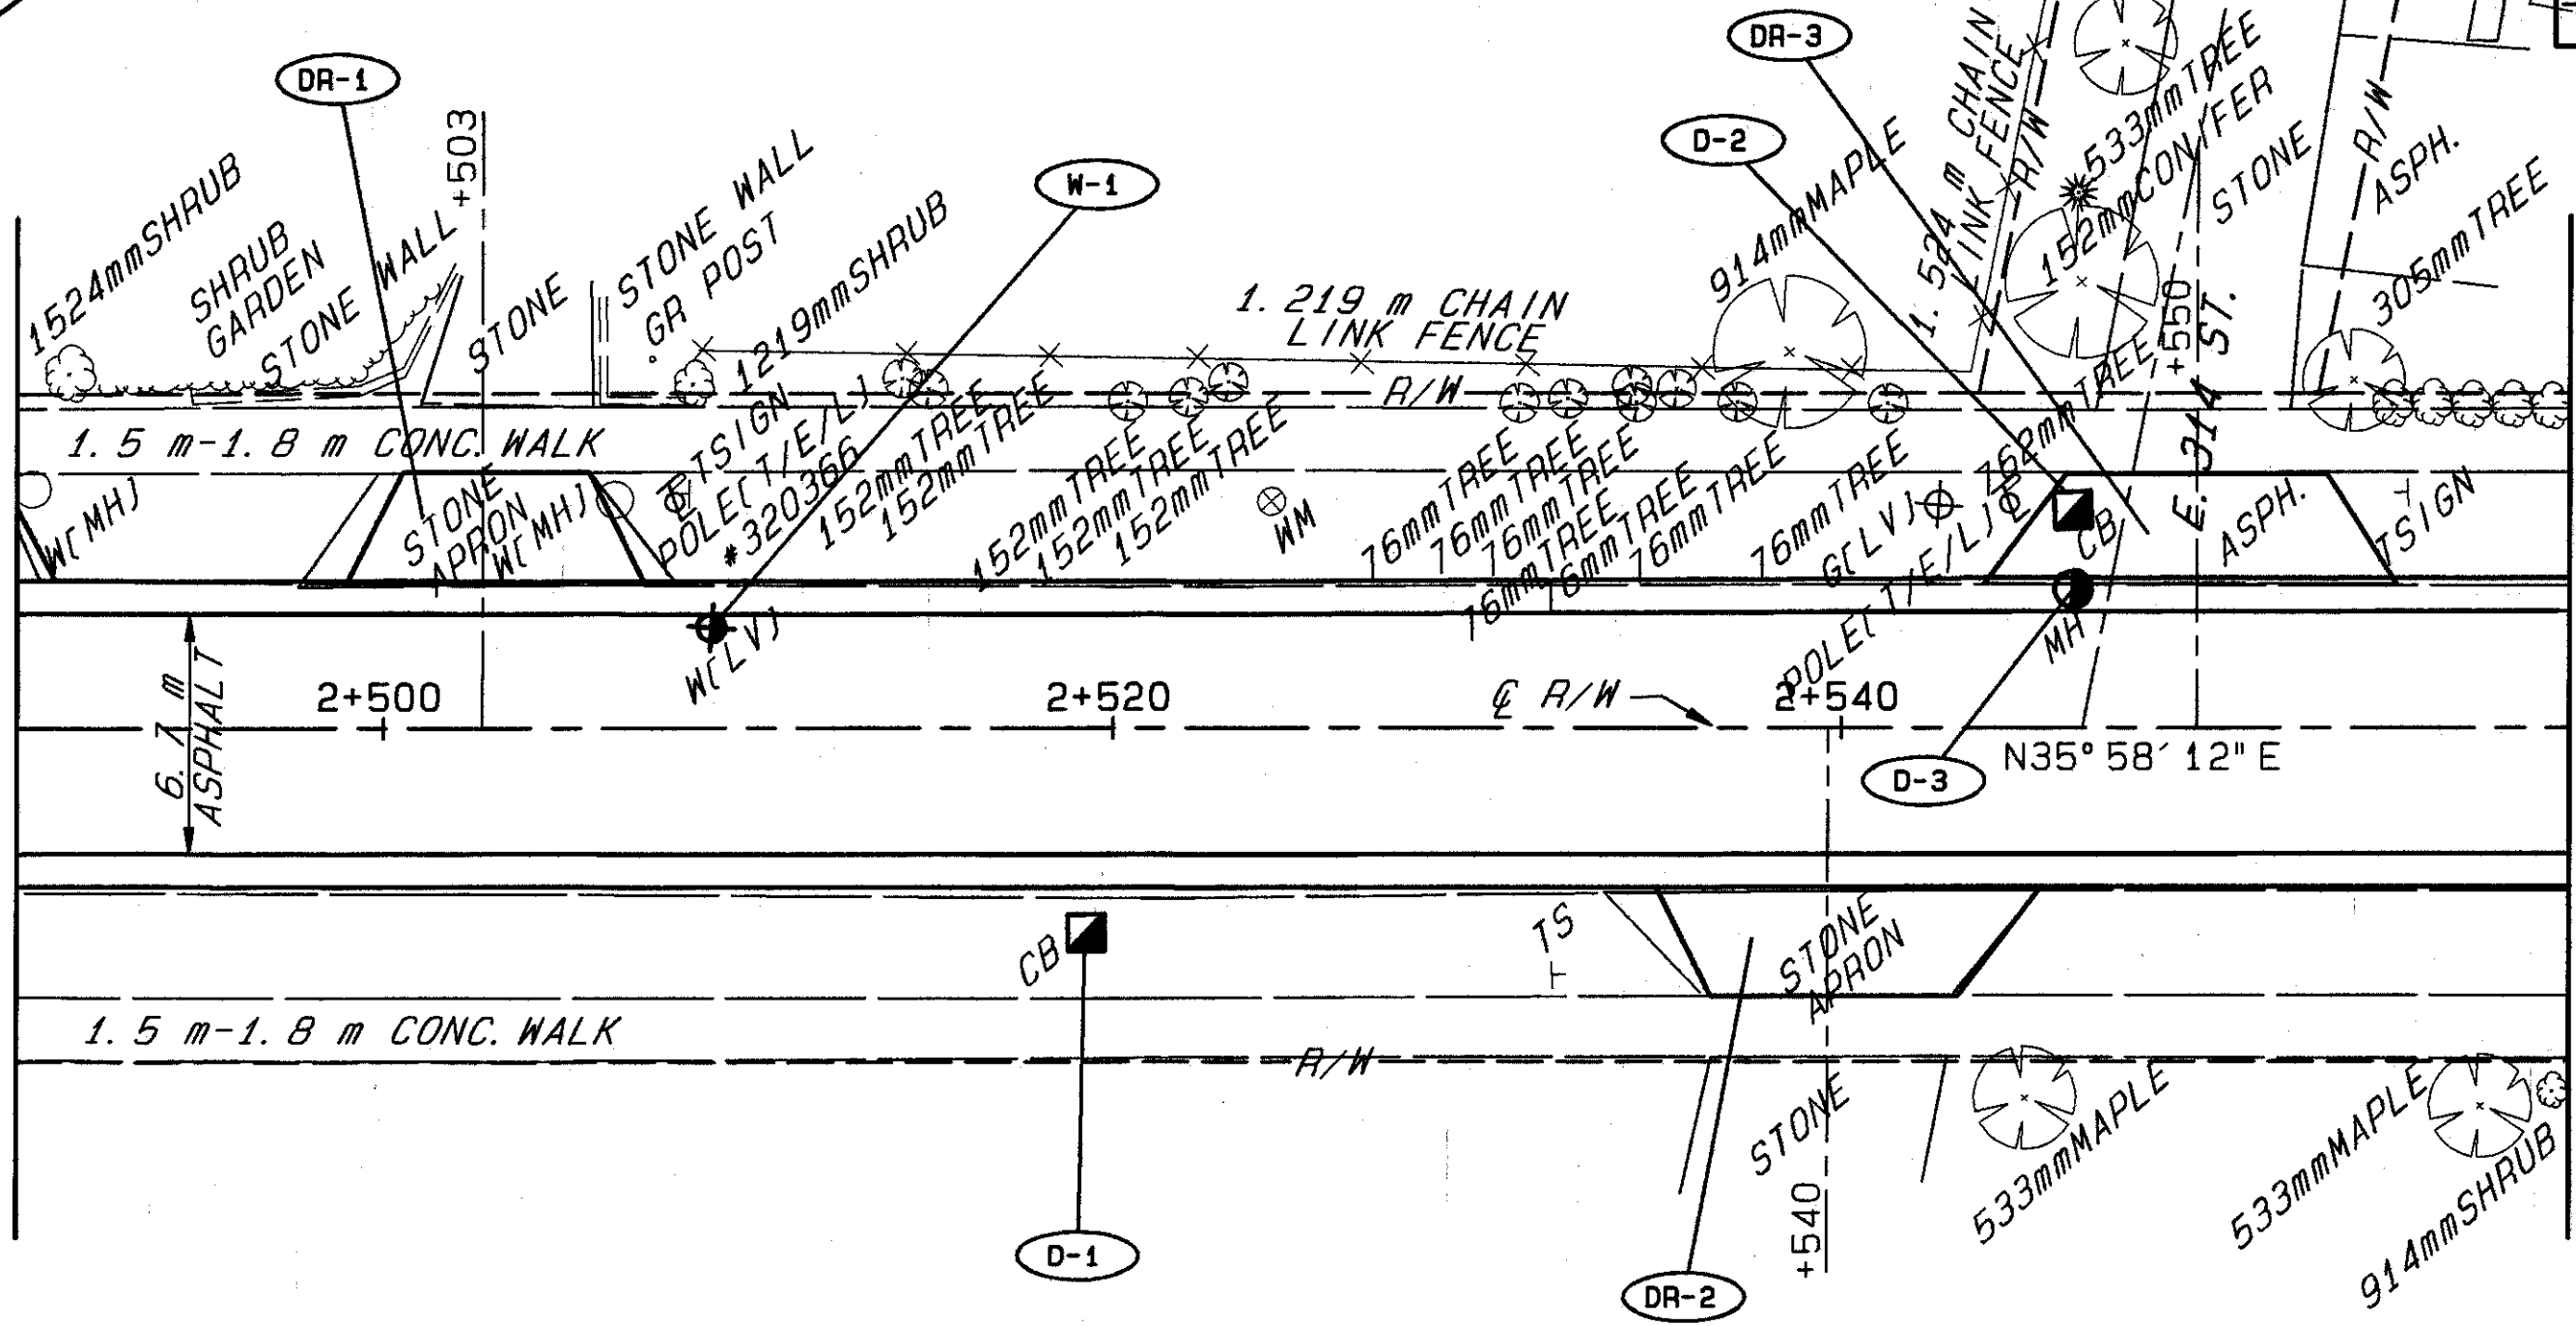 DR-1
DR-3
D-2
W-1
+503
1524mmSHRUB
SHRUB
GARDEN
STONE WALL
STONE
STONE WALL
GR POST
1219mmSHRUB
1.219 m CHAIN
LINK FENCE
914mmMAPLE
1.524 m CHAIN
LINK FENCE
R/W
533mmTREE
152mmCONIFER
STONE
R/W
ASPH.
305mmTREE
+550
E. 314 ST.
R/W
1.5 m-1.8 m CONC. WALK
W(MH)
STONE
APRON
W(MH)
TSIGN
POLE(T/E/L)
#320366
152mmTREE
152mmTREE
152mmTREE
152mmTREE
152mmTREE
WM
76mmTREE
76mmTREE
76mmTREE
76mmTREE
76mmTREE
76mmTREE
76mmTREE
G(LV)
762mm TREE
POLE(T/E/L)
CB
ASPH.
TSIGN
W(LV)
MH
6.7 m
ASPHALT
2+500
2+520
℄ R/W
2+540
N35°58'12"E
D-3
CB
TS
STONE
APRON
1.5 m-1.8 m CONC. WALK
R/W
STONE
533mmMAPLE
533mmMAPLE
914mmSHRUB
+540
D-1
DR-2